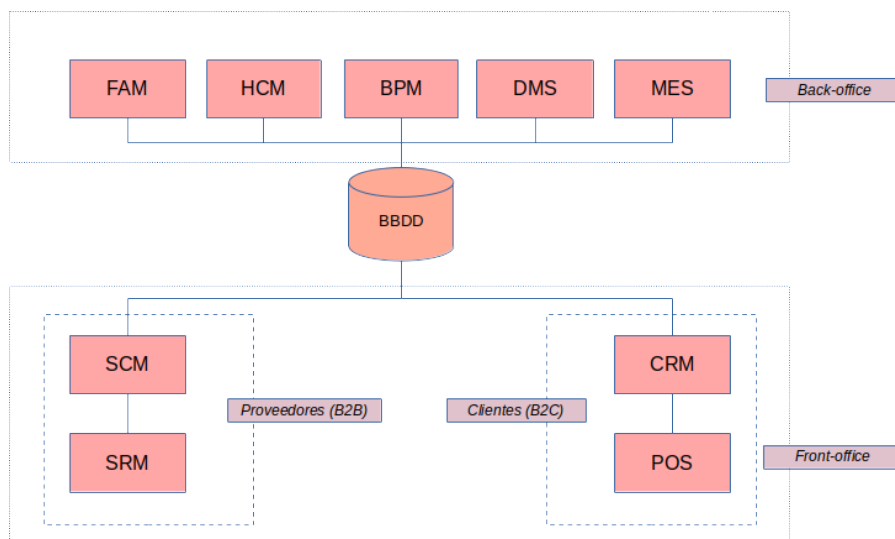 FAM
HCM
BPM
DMS
MES
Back-office
BBDD
SCM
CRM
Proveedores (B2B)
Clientes (B2C)
SRM
POS
Front-office